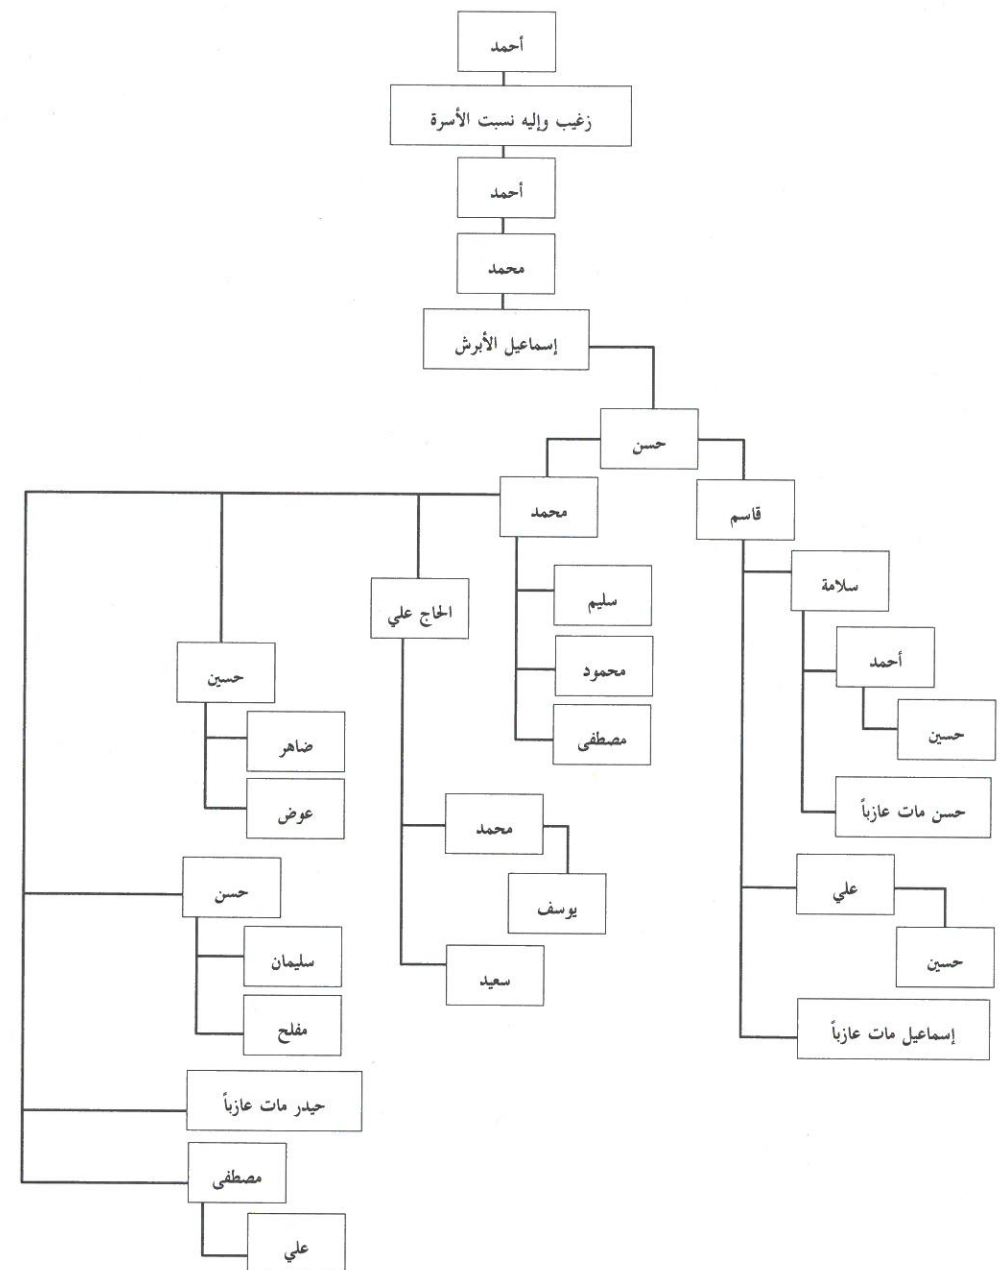 أحمد
زغيب وإليه نسبت الأسرة
أحمد
محمد
إسماعيل الأبرش
حسن
قاسم
محمد
سلامة
أحمد
حسين
حسن مات عازباً
علي
حسين
إسماعيل مات عازباً
سليم
محمود
مصطفى
الحاج علي
محمد
يوسف
سعيد
حسين
ضاهر
عوض
حسن
سليمان
مفلح
حيدر مات عازباً
مصطفى
علي